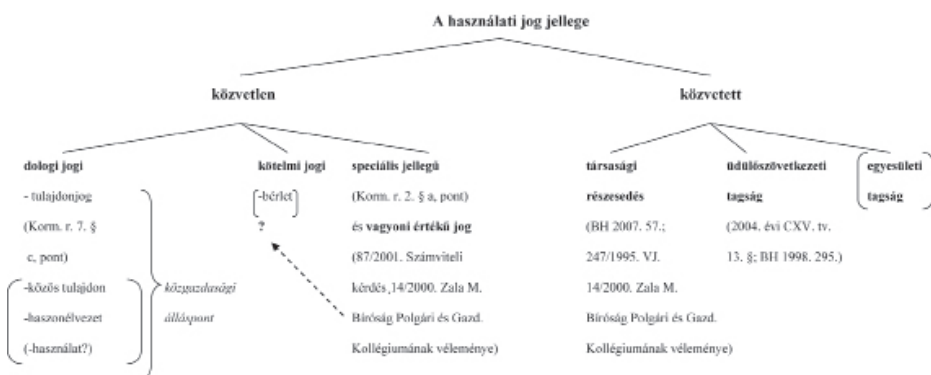 A használati jog jellege
közvetlen
közvetett
dologi jogi
- tulajdonjog
(Korm. r. 7. §
c, pont)
-közös tulajdon
-haszonélvezet
(-használat?)
közgazdasági
álláspont
kötelmi jogi
-bérlet
?
speciális jellegű
(Korm. r. 2. § a, pont)
és vagyoni értékű jog
(87/2001. Számviteli
kérdés ,14/2000. Zala M.
Bíróság Polgári és Gazd.
Kollégiumának véleménye)
társasági
részesedés
(BH 2007. 57.;
247/1995. VJ.
14/2000. Zala M.
Bíróság Polgári és Gazd.
Kollégiumának véleménye)
üdülőszövetkezeti
tagság
(2004. évi CXV. tv.
13. §; BH 1998. 295.)
egyesületi
tagság